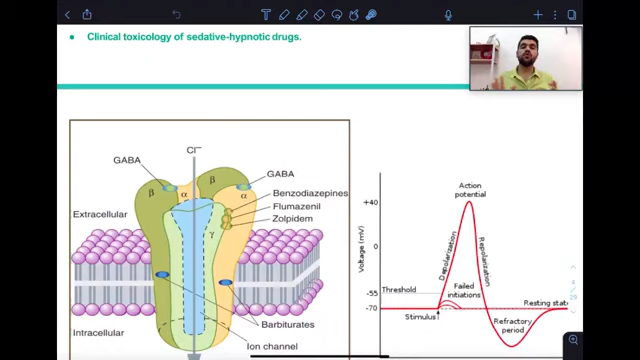 Clinical toxicology of sedative-hypnotic drugs.
Cl−
GABA
GABA
β
α
β
α
Benzodiazepines
Flumazenil
Zolpidem
γ
Extracellular
Intracellular
Barbiturates
Ion channel
Action
potential
+40
0
-55
-70
Voltage (mV)
Depolarization
Repolarization
Threshold
Failed
initiations
Stimulus
Resting state
Refractory
period